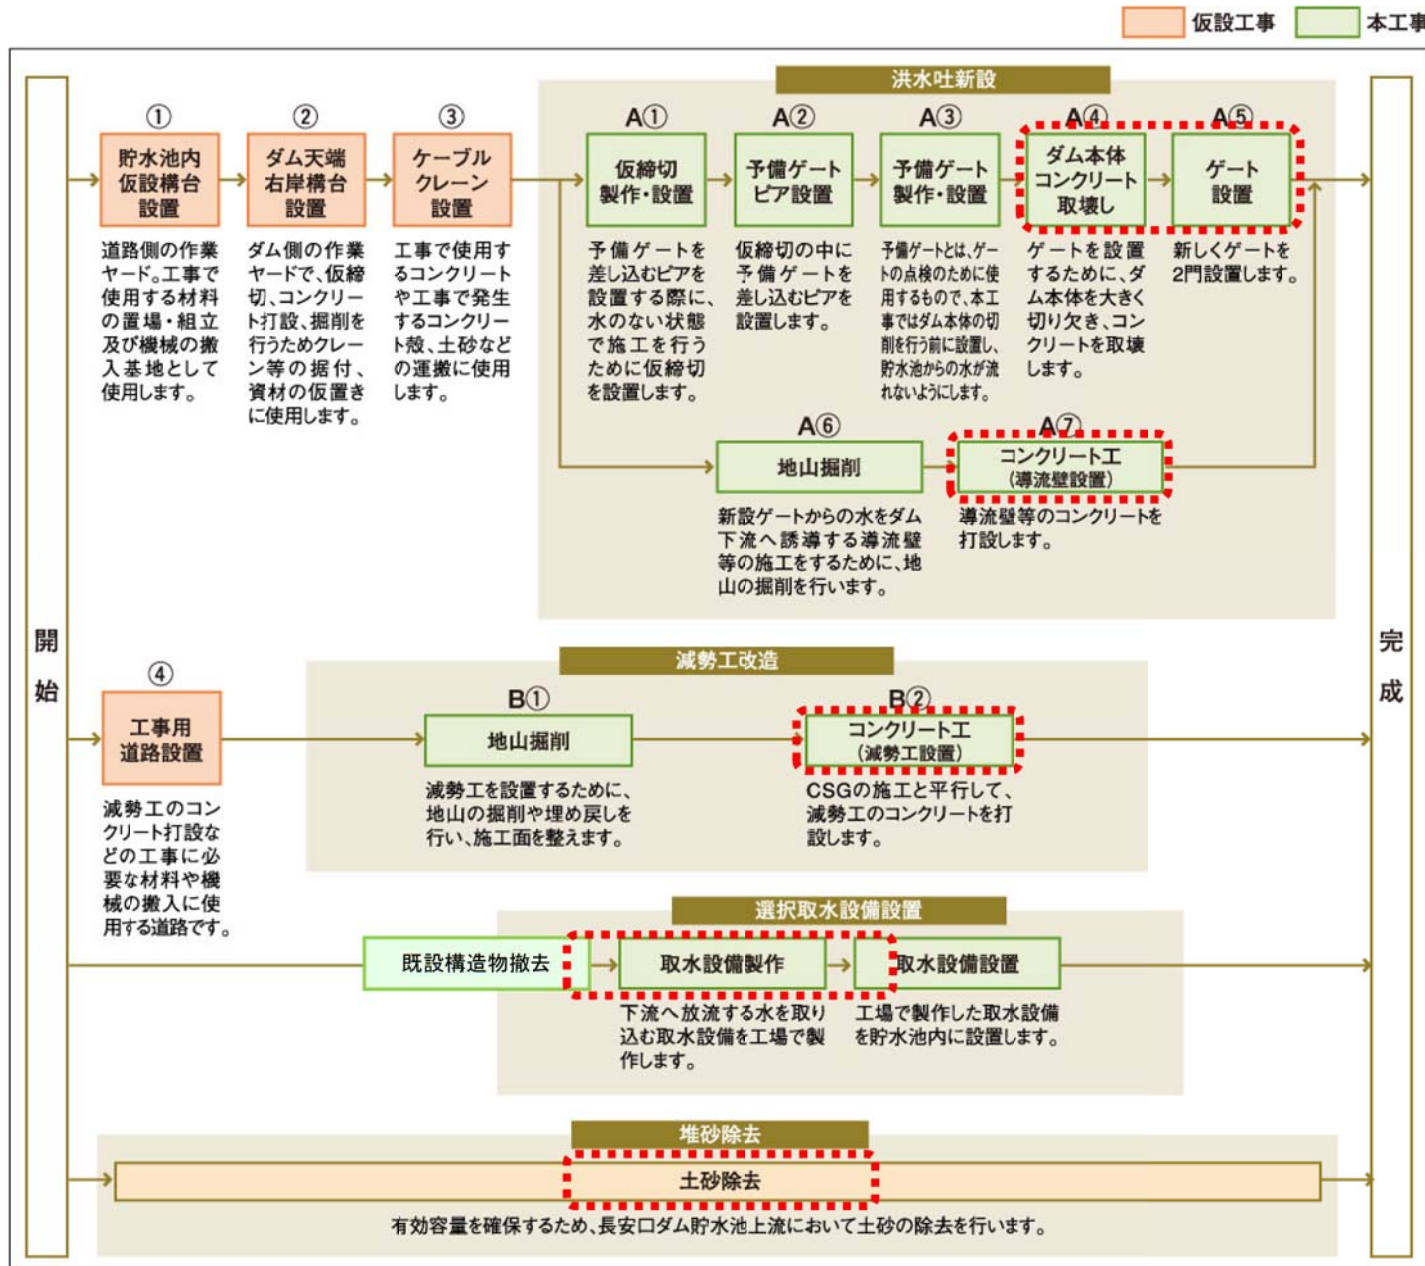 仮設工事
本工事
開始
完成
洪水吐新設
①
貯水池内
仮設構台
設置
道路側の作業
ヤード。工事で
使用する材料
の置場・組立
及び機械の搬
入基地として
使用します。
②
ダム天端
右岸構台
設置
ダム側の作業
ヤードで、仮締
切、コンクリー
ト打設、掘削を
行うためクレー
ン等の据付、
資材の仮置き
に使用します。
③
ケーブル
クレーン
設置
工事で使用す
るコンクリート
や工事で発生
するコンクリー
ト殻、土砂など
の運搬に使用
します。
A①
仮締切
製作・設置
予備ゲートを
差し込むピアを
設置する際に、
水のない状態
で施工を行う
ために仮締切
を設置します。
A②
予備ゲート
ピア設置
仮締切の中に
予備ゲートを
差し込むピアを
設置します。
A③
予備ゲート
製作・設置
予備ゲートとは、ゲー
トの点検のために使
用するもので、本工
事ではダム本体の切
削を行う前に設置し、
貯水池からの水が流
れないようにします。
A④
ダム本体
コンクリート
取壊し
ゲートを設置
するために、ダ
ム本体を大きく
切り欠き、コン
クリートを取壊
します。
A⑤
ゲート
設置
新しくゲートを
2門設置します。
A⑥
地山掘削
新設ゲートからの水をダム
下流へ誘導する導流壁
等の施工をするために、地
山の掘削を行います。
A⑦
コンクリート工
(導流壁設置)
導流壁等のコンクリートを
打設します。
減勢工改造
④
工事用
道路設置
減勢工のコン
クリート打設な
どの工事に必
要な材料や機
械の搬入に使
用する道路です。
B①
地山掘削
減勢工を設置するために、
地山の掘削や埋め戻しを
行い、施工面を整えます。
B②
コンクリート工
(減勢工設置)
CSGの施工と平行して、
減勢工のコンクリートを打
設します。
選択取水設備設置
既設構造物撤去
取水設備製作
下流へ放流する水を取り
込む取水設備を工場で製
作します。
取水設備設置
工場で製作した取水設備
を貯水池内に設置します。
堆砂除去
土砂除去
有効容量を確保するため、長安口ダム貯水池上流において土砂の除去を行います。